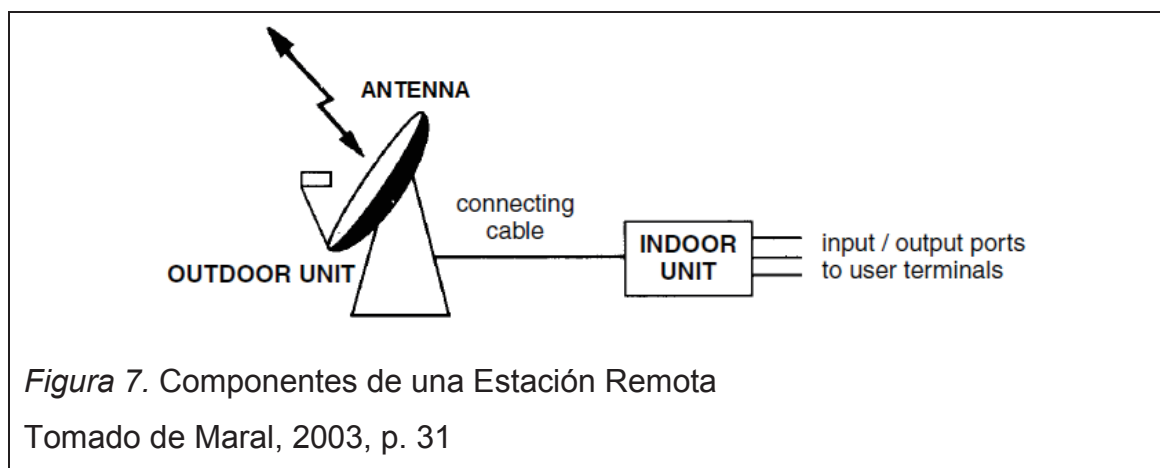 ANTENNA
connecting
cable
OUTDOOR UNIT
INDOOR
UNIT
input / output ports
to user terminals
Figura 7. Componentes de una Estación Remota
Tomado de Maral, 2003, p. 31